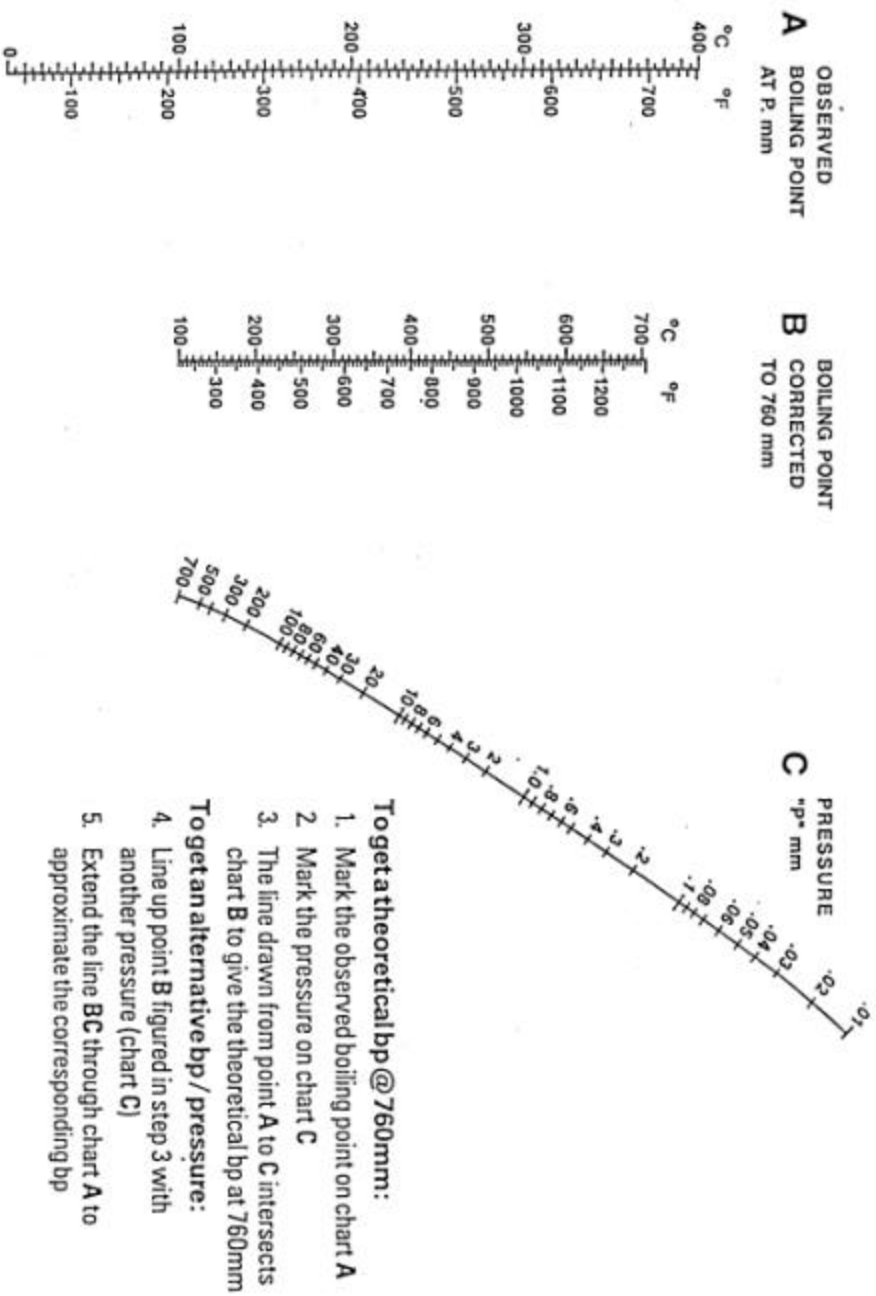 A OBSERVED
BOILING POINT
AT P. mm
°C °F
400
700
300
600
500
200
400
300
100
200
100
0
B BOILING POINT
CORRECTED
TO 760 mm
°C °F
700
1200
600
1100
1000
500
900
800
400
700
300
600
500
200
400
300
100
C PRESSURE
"P" mm
.01
.02
.03
.04
.05
.06
.08
.1
.2
.3
.4
.6
.8
1.0
2
3
4
6
8
10
20
30
40
60
80
100
200
300
500
700
To get a theoretical bp @ 760mm:
1. Mark the observed boiling point on chart A
2 Mark the pressure on chart C
3. The line drawn from point A to C intersects
chart B to give the theoretical bp at 760mm
To get an alternative bp / pressure:
4. Line up point B figured in step 3 with
another pressure (chart C)
5. Extend the line BC through chart A to
approximate the corresponding bp